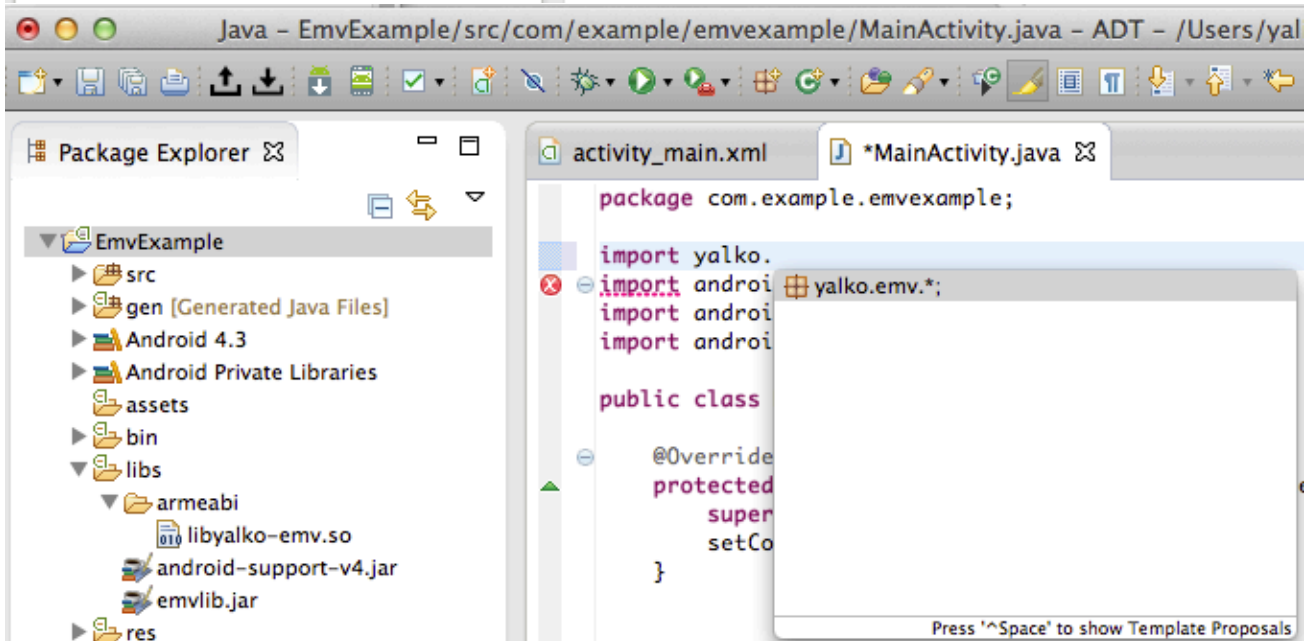 Java – EmvExample/src/com/example/emvexample/MainActivity.java – ADT – /Users/yal
Package Explorer
EmvExample
src
gen [Generated Java Files]
Android 4.3
Android Private Libraries
assets
bin
libs
armeabi
libyalko-emv.so
android-support-v4.jar
emvlib.jar
res
activity_main.xml
*MainActivity.java
package com.example.emvexample;
import yalko.
import androi
import androi
import androi
public class
@Override
protected
super
setCo
}
yalko.emv.*;
Press '^Space' to show Template Proposals